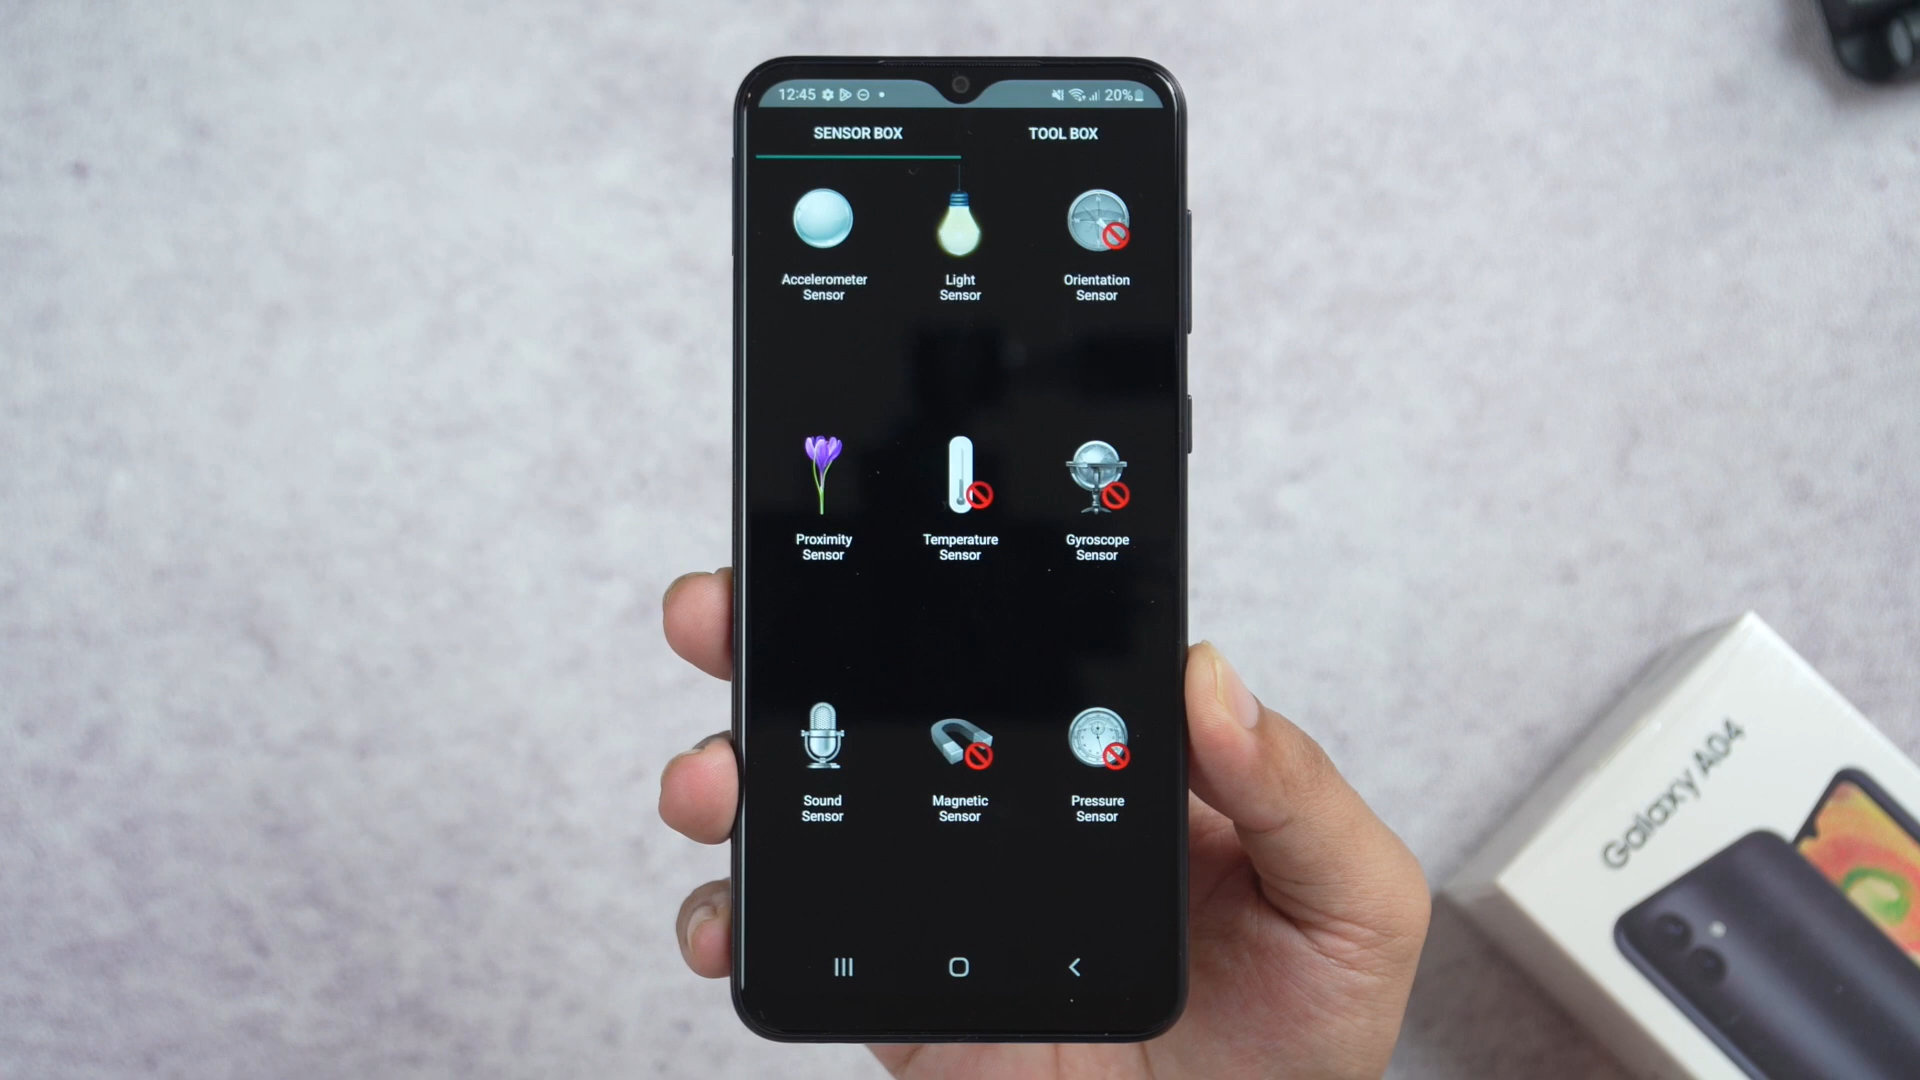 12:45 20%
SENSOR BOX TOOL BOX
Accelerometer
Sensor
Light
Sensor
Orientation
Sensor
Proximity
Sensor
Temperature
Sensor
Gyroscope
Sensor
Sound
Sensor
Magnetic
Sensor
Pressure
Sensor
Galaxy A04